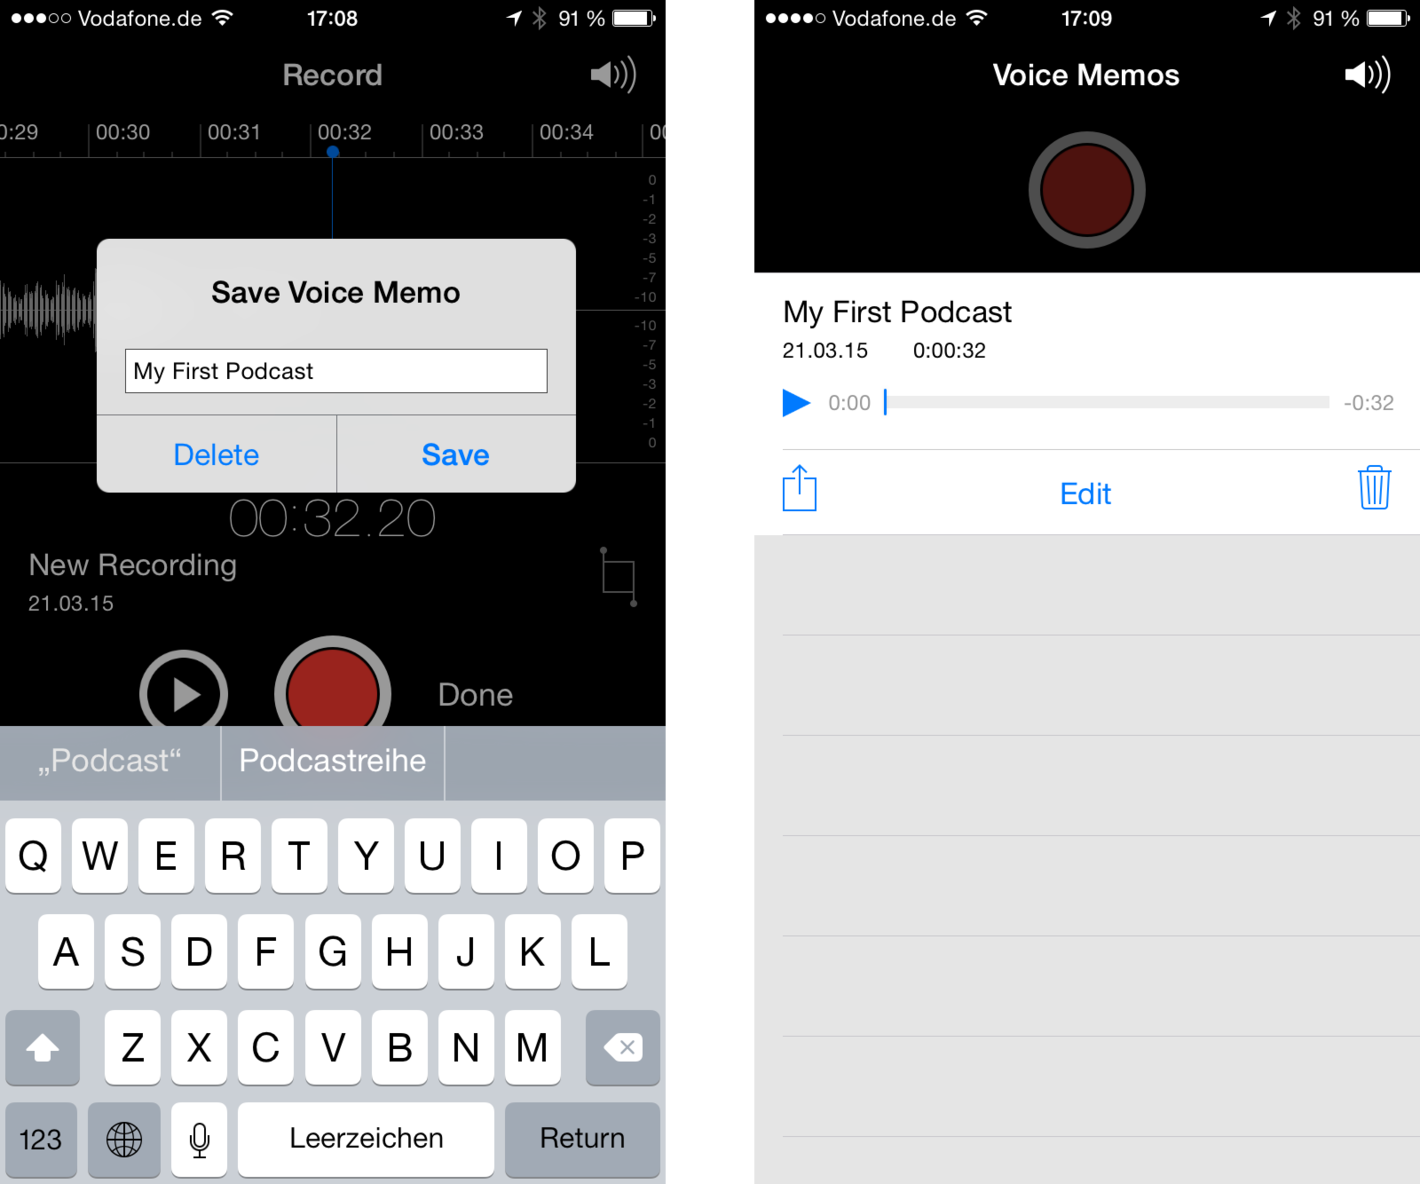 Vodafone.de 17:08 91 %
Record
0:29 00:30 00:31 00:32 00:33 00:34 00
0
-1
-2
-3
-5
-7
-10
-10
-7
-5
-3
-2
-1
0
Save Voice Memo
My First Podcast
Delete Save
00:32.20
New Recording
21.03.15
Done
„Podcast“ Podcastreihe
Q W E R T Y U I O P
A S D F G H J K L
Z X C V B N M
123 Leerzeichen Return
Vodafone.de 17:09 91 %
Voice Memos
My First Podcast
21.03.15 0:00:32
0:00 -0:32
Edit